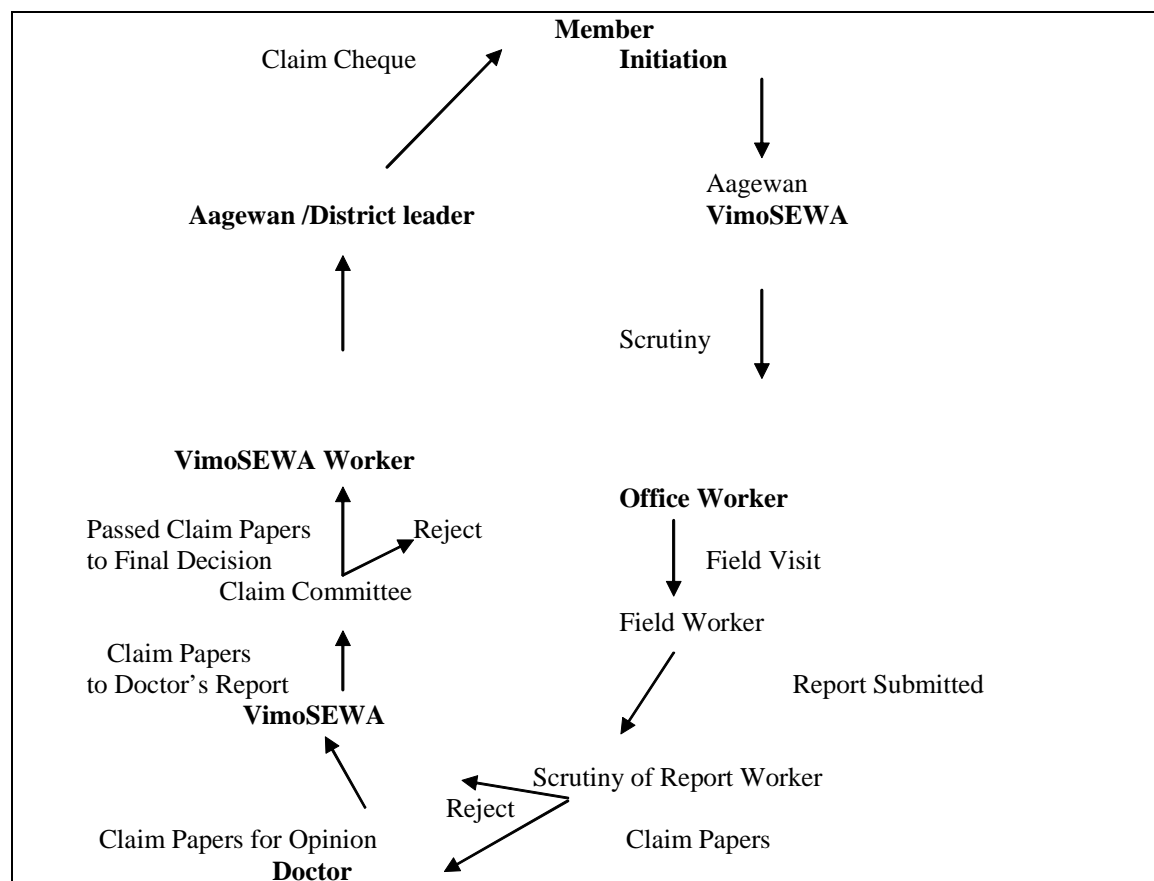 Member
Claim Cheque
Initiation
Aagewan
Aagewan /District leader
VimoSEWA
Scrutiny
VimoSEWA Worker
Office Worker
Passed Claim Papers
Reject
to Final Decision
Field Visit
Claim Committee
Field Worker
Claim Papers
to Doctor's Report
Report Submitted
VimoSEWA
Scrutiny of Report Worker
Reject
Claim Papers for Opinion
Claim Papers
Doctor